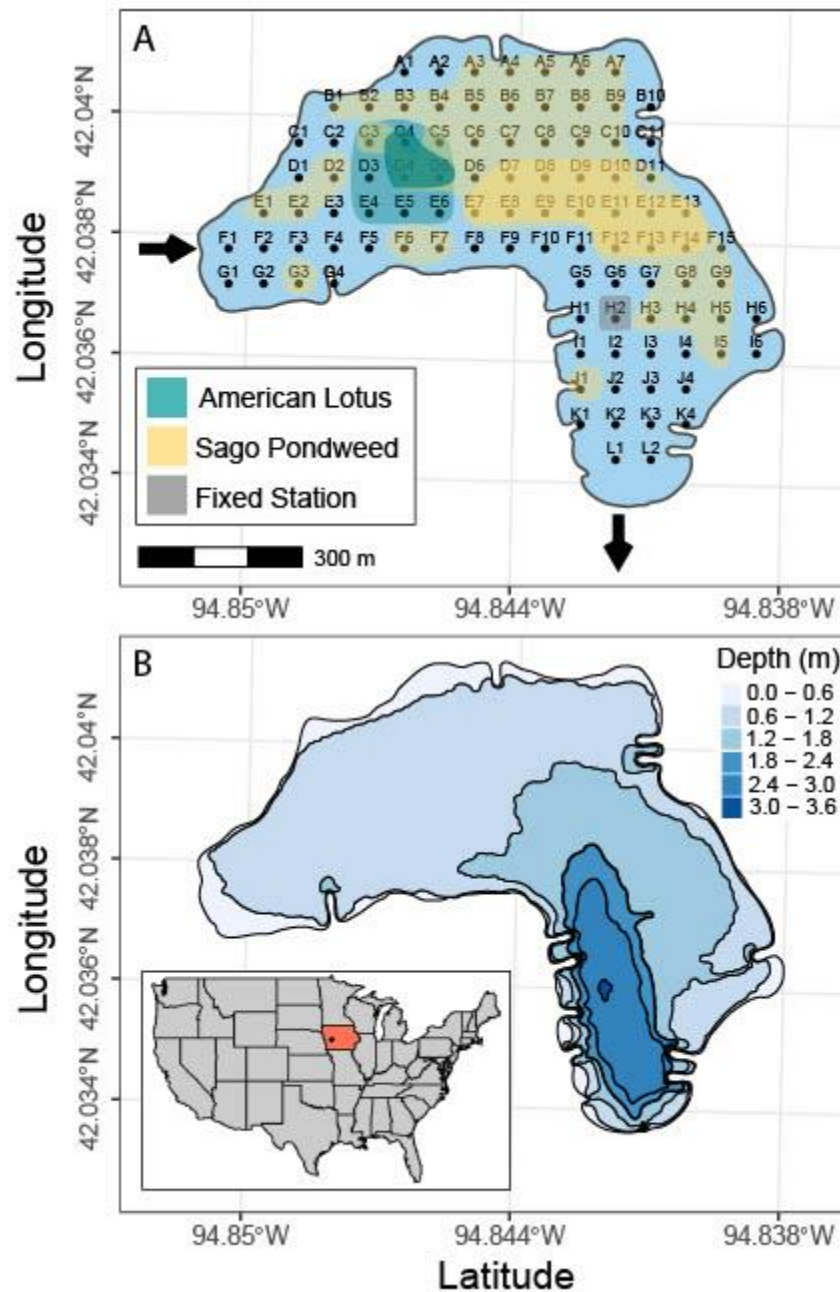 A
A1 A2 A3 A4 A5 A6 A7
B1 B2 B3 B4 B5 B6 B7 B8 B9 B10
C1 C2 C3 C4 C5 C6 C7 C8 C9 C10 C11
D1 D2 D3 D4 D5 D6 D7 D8 D9 D10 D11
E1 E2 E3 E4 E5 E6 E7 E8 E9 E10 E11 E12 E13
F1 F2 F3 F4 F5 F6 F7 F8 F9 F10 F11 F12 F13 F14 F15
G1 G2 G3 G4 G5 G6 G7 G8 G9
H1 H2 H3 H4 H5 H6
I1 I2 I3 I4 I5 I6
J1 J2 J3 J4
K1 K2 K3 K4
L1 L2
42.04°N
42.038°N
42.036°N
42.034°N
Longitude
American Lotus
Sago Pondweed
Fixed Station
300 m
94.85°W 94.844°W 94.838°W
B
Depth (m)
0.0 – 0.6
0.6 – 1.2
1.2 – 1.8
1.8 – 2.4
2.4 – 3.0
3.0 – 3.6
42.04°N
42.038°N
42.036°N
42.034°N
Longitude
94.85°W 94.844°W 94.838°W
Latitude